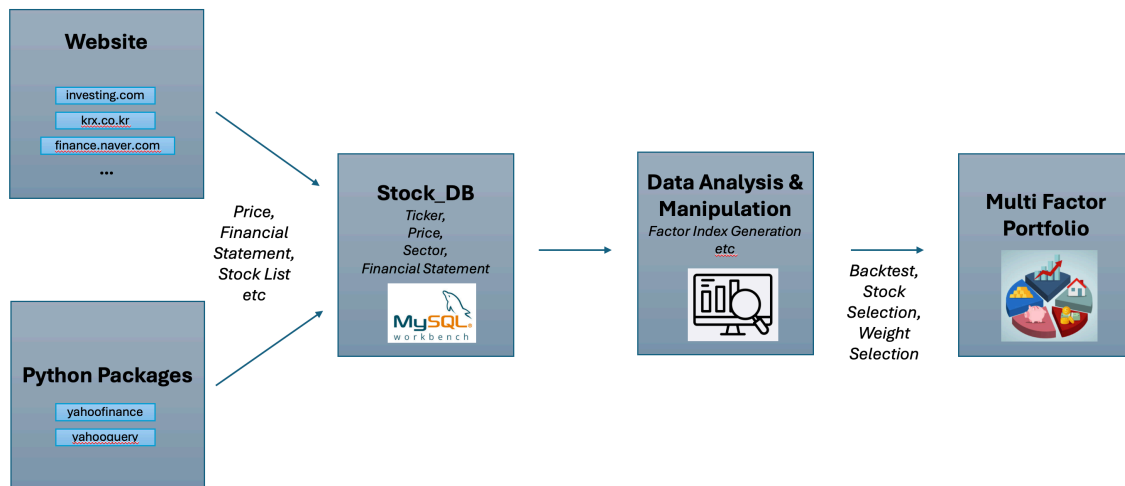 Website
investing.com
krx.co.kr
finance.naver.com
...
Price,
Financial
Statement,
Stock List
etc
Python Packages
yahoofinance
yahooquery
Stock_DB
Ticker,
Price,
Sector,
Financial Statement
MySQL®
workbench
Data Analysis &
Manipulation
Factor Index Generation
etc
Backtest,
Stock
Selection,
Weight
Selection
Multi Factor
Portfolio